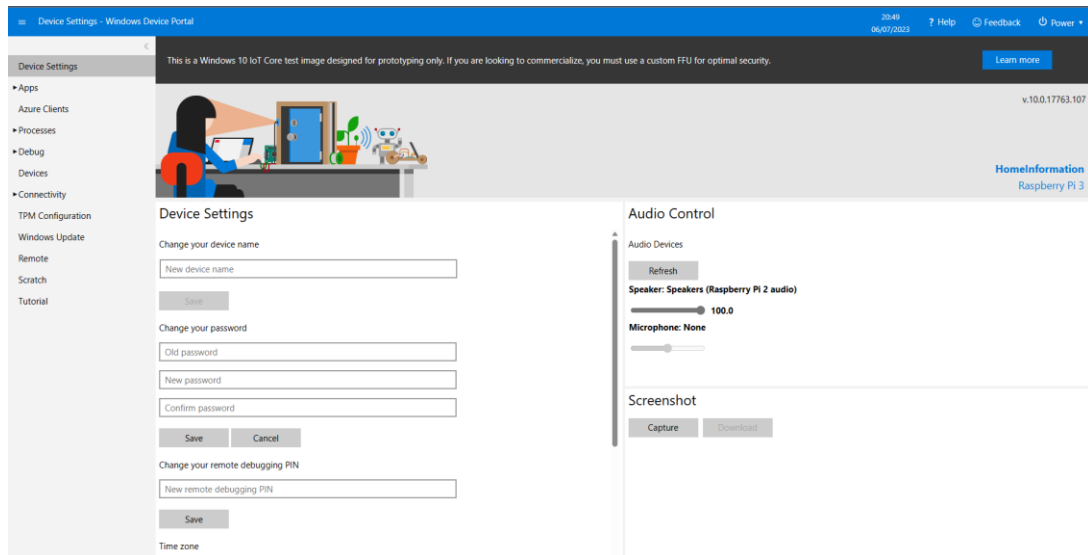 Device Settings - Windows Device Portal
20:49
06/07/2023
? Help
Feedback
Power
Device Settings
Apps
Azure Clients
Processes
Debug
Devices
Connectivity
TPM Configuration
Windows Update
Remote
Scratch
Tutorial
This is a Windows 10 IoT Core test image designed for prototyping only. If you are looking to commercialize, you must use a custom FFU for optimal security.
Learn more
v.10.0.17763.107
HomeInformation
Raspberry Pi 3
Device Settings
Change your device name
New device name
Save
Change your password
Old password
New password
Confirm password
Save Cancel
Change your remote debugging PIN
New remote debugging PIN
Save
Time zone
Audio Control
Audio Devices
Refresh
Speaker: Speakers (Raspberry Pi 2 audio)
100.0
Microphone: None
Screenshot
Capture Download